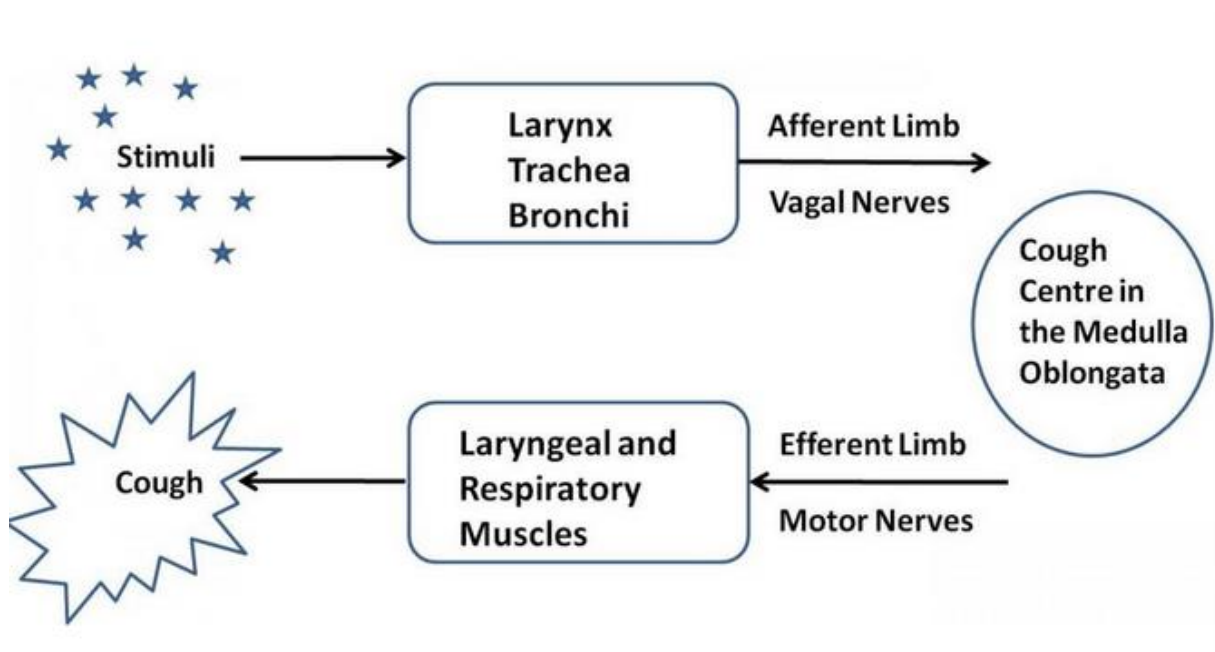 Stimuli
Larynx
Trachea
Bronchi
Afferent Limb
Vagal Nerves
Cough
Centre in
the Medulla
Oblongata
Efferent Limb
Motor Nerves
Laryngeal and
Respiratory
Muscles
Cough